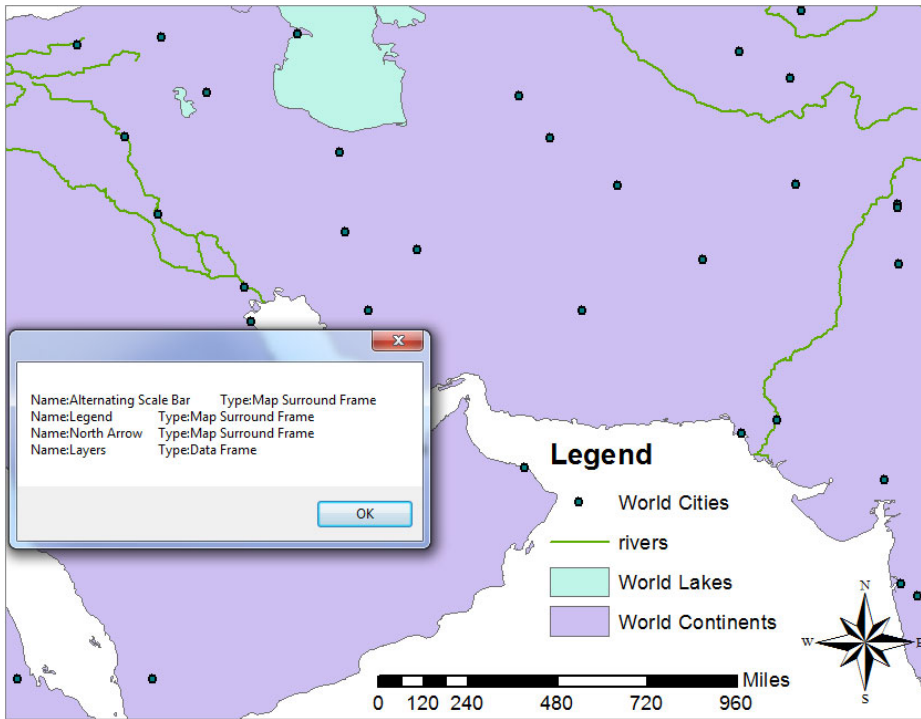 Name:Alternating Scale Bar Type:Map Surround Frame
Name:Legend Type:Map Surround Frame
Name:North Arrow Type:Map Surround Frame
Name:Layers Type:Data Frame
OK
Legend
World Cities
rivers
World Lakes
World Continents
N
W E
S
Miles
0 120 240 480 720 960